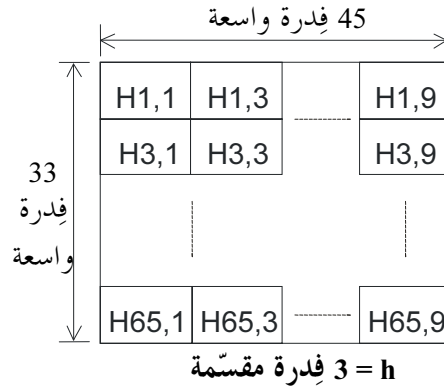 45 فِدرة واسعة
H1,1 H1,3 H1,9
H3,1 H3,3 H3,9
33
فِدرة
واسعة
H65,1 H65,3 H65,9
3 = h فِدرة مقسّمة